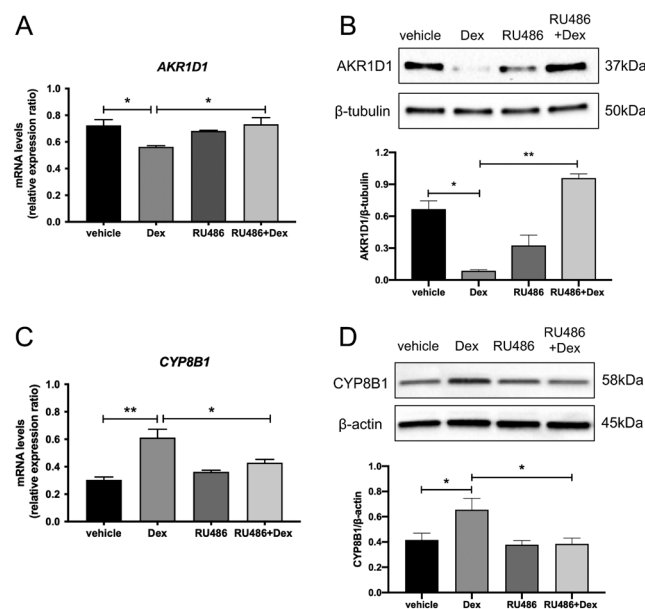 A
AKR1D1
mRNA levels
(relative expression ratio)
1.0
0.8
0.6
0.4
0.2
0.0
*
*
vehicle Dex RU486 RU486+Dex
B
vehicle Dex RU486 RU486
+Dex
AKR1D1 37kDa
β-tubulin 50kDa
AKR1D1/β-tubulin
1.2
0.9
0.6
0.3
0.0
**
*
vehicle Dex RU486 RU486+Dex
C
CYP8B1
mRNA levels
(relative expression ratio)
1.0
0.8
0.6
0.4
0.2
0.0
** *
vehicle Dex RU486 RU486+Dex
D
vehicle Dex RU486 RU486
+Dex
CYP8B1 58kDa
β-actin 45kDa
CYP8B1/β-actin
1.0
0.8
0.6
0.4
0.2
0.0
*
*
vehicle Dex RU486 RU486+Dex